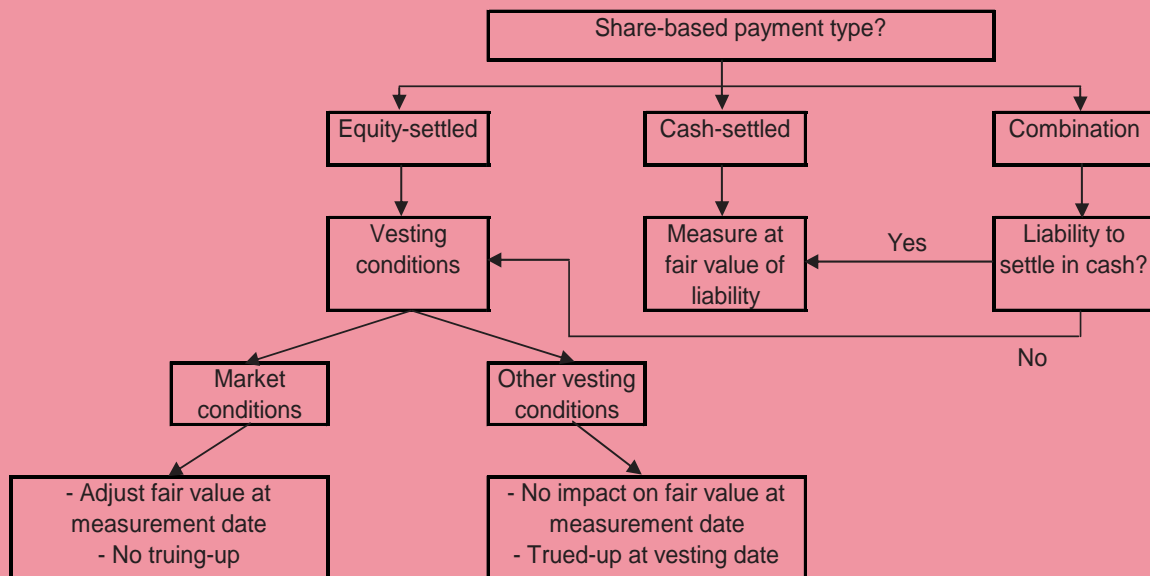 Share-based payment type?
Equity-settled
Cash-settled
Combination
Vesting
conditions
Measure at
fair value of
liability
Yes
Liability to
settle in cash?
No
Market
conditions
Other vesting
conditions
- Adjust fair value at
measurement date
- No truing-up
- No impact on fair value at
measurement date
- Trued-up at vesting date